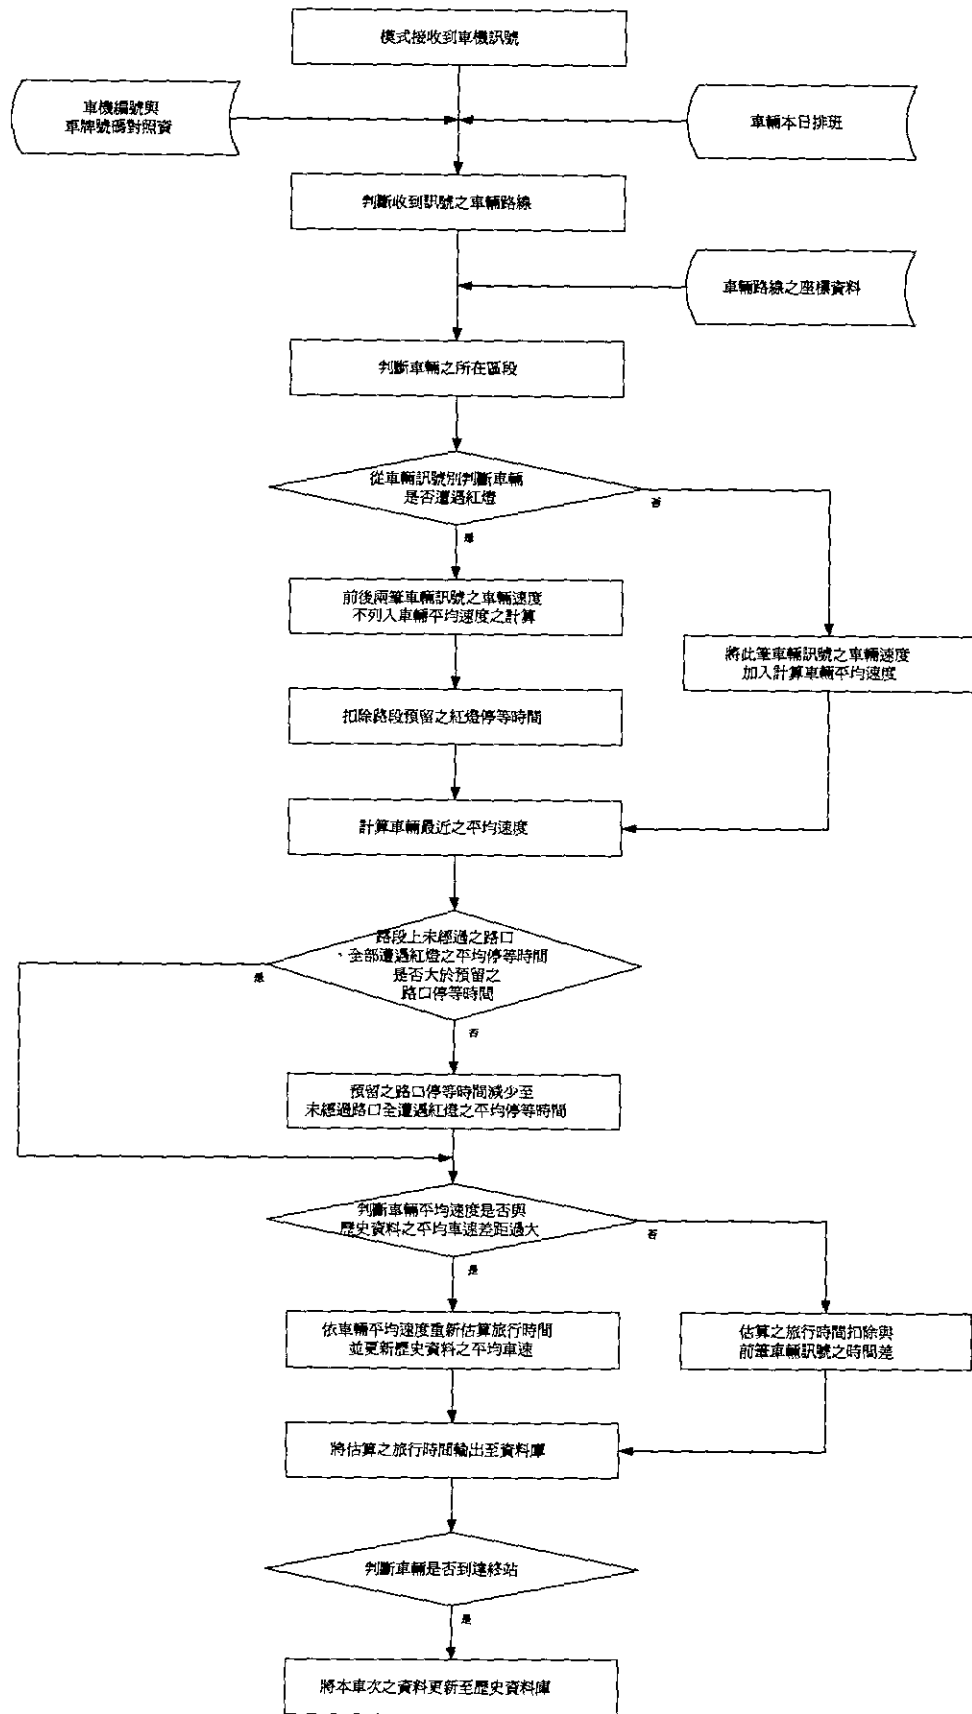 模式接收到車機訊號
車機編號與
車牌號碼對照資
車輛本日排班
判斷收到訊號之車輛路線
車輛路線之座標資料
判斷車輛之所在區段
從車輛訊號別判斷車輛
是否遭遇紅燈
否
是
前後兩筆車輛訊號之車輛速度
不列入車輛平均速度之計算
將此筆車輛訊號之車輛速度
加入計算車輛平均速度
扣除路段預留之紅燈停等時間
計算車輛最近之平均速度
路段上未經過之路口
、全部遭遇紅燈之平均停等時間
是否大於預留之
路口停等時間
是
否
預留之路口停等時間減少至
未經過路口全遭遇紅燈之平均停等時間
判斷車輛平均速度是否與
歷史資料之平均車速差距過大
否
是
依車輛平均速度重新估算旅行時間
並更新歷史資料之平均車速
估算之旅行時間扣除與
前筆車輛訊號之時間差
將估算之旅行時間輸出至資料庫
判斷車輛是否到達終站
是
將本車次之資料更新至歷史資料庫